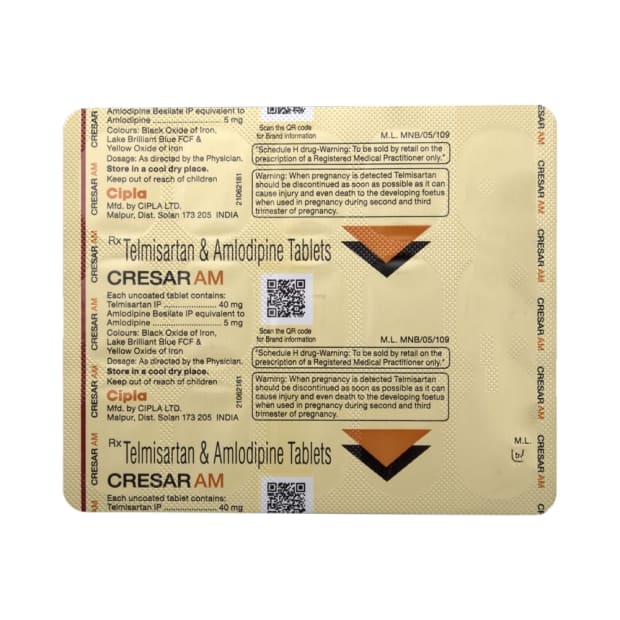 Amlodipine Besilate IP equivalent to
Amlodipine ........................ 5 mg
Colours: Black Oxide of Iron,
Lake Brilliant Blue FCF &
Yellow Oxide of Iron
Dosage: As directed by the Physician.
Store in a cool dry place.
Keep out of reach of children
Cipla
Mfd. by CIPLA LTD.
Malpur, Dist. Solan 173 205 INDIA
21062181
Scan the QR code
for Brand information
M.L. MNB/05/109
"Schedule H drug-Warning: To be sold by retail on the
prescription of a Registered Medical Practitioner only."
Warning: When pregnancy is detected Telmisartan
should be discontinued as soon as possible as it can
cause injury and even death to the developing foetus
when used in pregnancy during second and third
trimester of pregnancy.
Rx Telmisartan & Amlodipine Tablets
CRESAR AM
Each uncoated tablet contains:
Telmisartan IP .................. 40 mg
Amlodipine Besilate IP equivalent to
Amlodipine ........................ 5 mg
Colours: Black Oxide of Iron,
Lake Brilliant Blue FCF &
Yellow Oxide of Iron
Dosage: As directed by the Physician.
Store in a cool dry place.
Keep out of reach of children
Cipla
Mfd. by CIPLA LTD.
Malpur, Dist. Solan 173 205 INDIA
21062181
Scan the QR code
for Brand information
M.L. MNB/05/109
"Schedule H drug-Warning: To be sold by retail on the
prescription of a Registered Medical Practitioner only."
Warning: When pregnancy is detected Telmisartan
should be discontinued as soon as possible as it can
cause injury and even death to the developing foetus
when used in pregnancy during second and third
trimester of pregnancy.
Rx Telmisartan & Amlodipine Tablets
CRESAR AM
Each uncoated tablet contains:
Telmisartan IP .................. 40 mg
CRESAR AM
CRESAR AM
CRESAR AM
CRESAR AM
CRESAR AM
CRESAR AM
CRESAR AM
CRESAR AM
M.L.